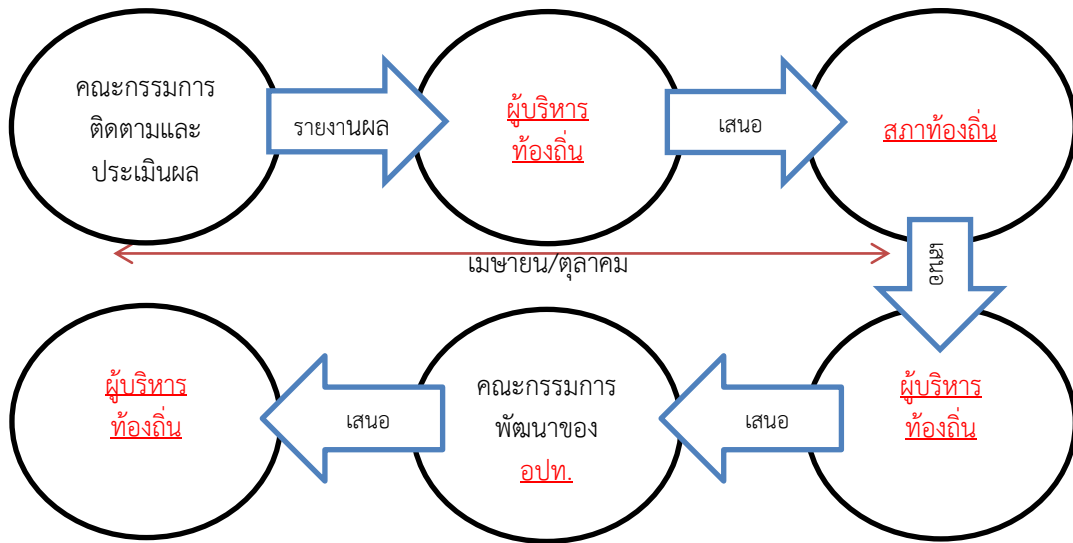 คณะกรรมการ
ติดตามและ
ประเมินผล
รายงานผล
ผู้บริหาร
ท้องถิ่น
เสนอ
สภาท้องถิ่น
เมษายน/ตุลาคม
เสนอ
ผู้บริหาร
ท้องถิ่น
เสนอ
คณะกรรมการ
พัฒนาของ
อปท.
เสนอ
ผู้บริหาร
ท้องถิ่น